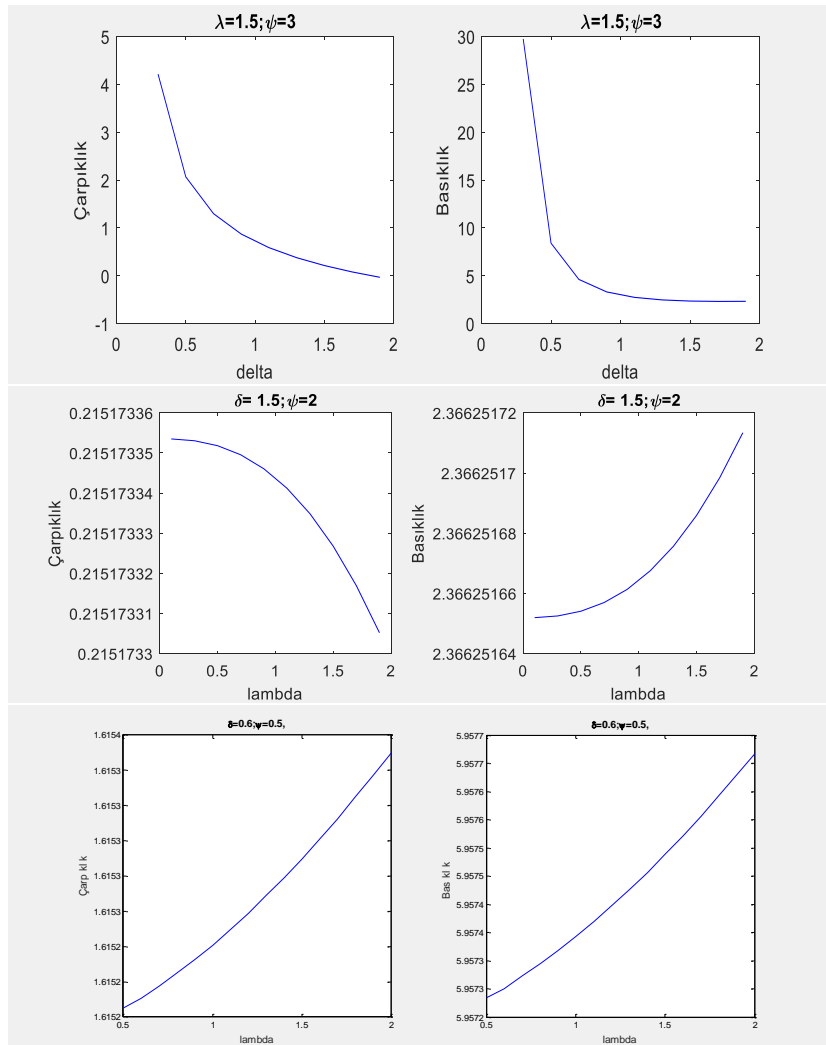 λ=1.5;ψ=3
Çarpıklık
5
4
3
2
1
0
-1
0 0.5 1 1.5 2
delta
λ=1.5;ψ=3
Basıklık
30
25
20
15
10
5
0
0 0.5 1 1.5 2
delta
δ= 1.5;ψ=2
Çarpıklık
0.21517336
0.21517335
0.21517334
0.21517333
0.21517332
0.21517331
0.2151733
0 0.5 1 1.5 2
lambda
δ= 1.5;ψ=2
Basıklık
2.36625172
2.3662517
2.36625168
2.36625166
2.36625164
0 0.5 1 1.5 2
lambda
δ=0.6;ψ=0.5,
Çarp kl k
1.6154
1.6153
1.6153
1.6153
1.6153
1.6153
1.6152
1.6152
1.6152
0.5 1 1.5 2
lambda
δ=0.6;ψ=0.5,
Bas kl k
5.9577
5.9577
5.9576
5.9576
5.9575
5.9575
5.9574
5.9574
5.9573
5.9573
5.9572
0.5 1 1.5 2
lambda